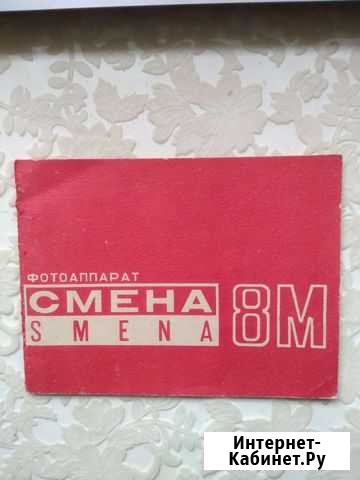 ФОТОАППАРАТ
СМЕНА
SMENA
8М
Интернет-
Кабинет.Ру